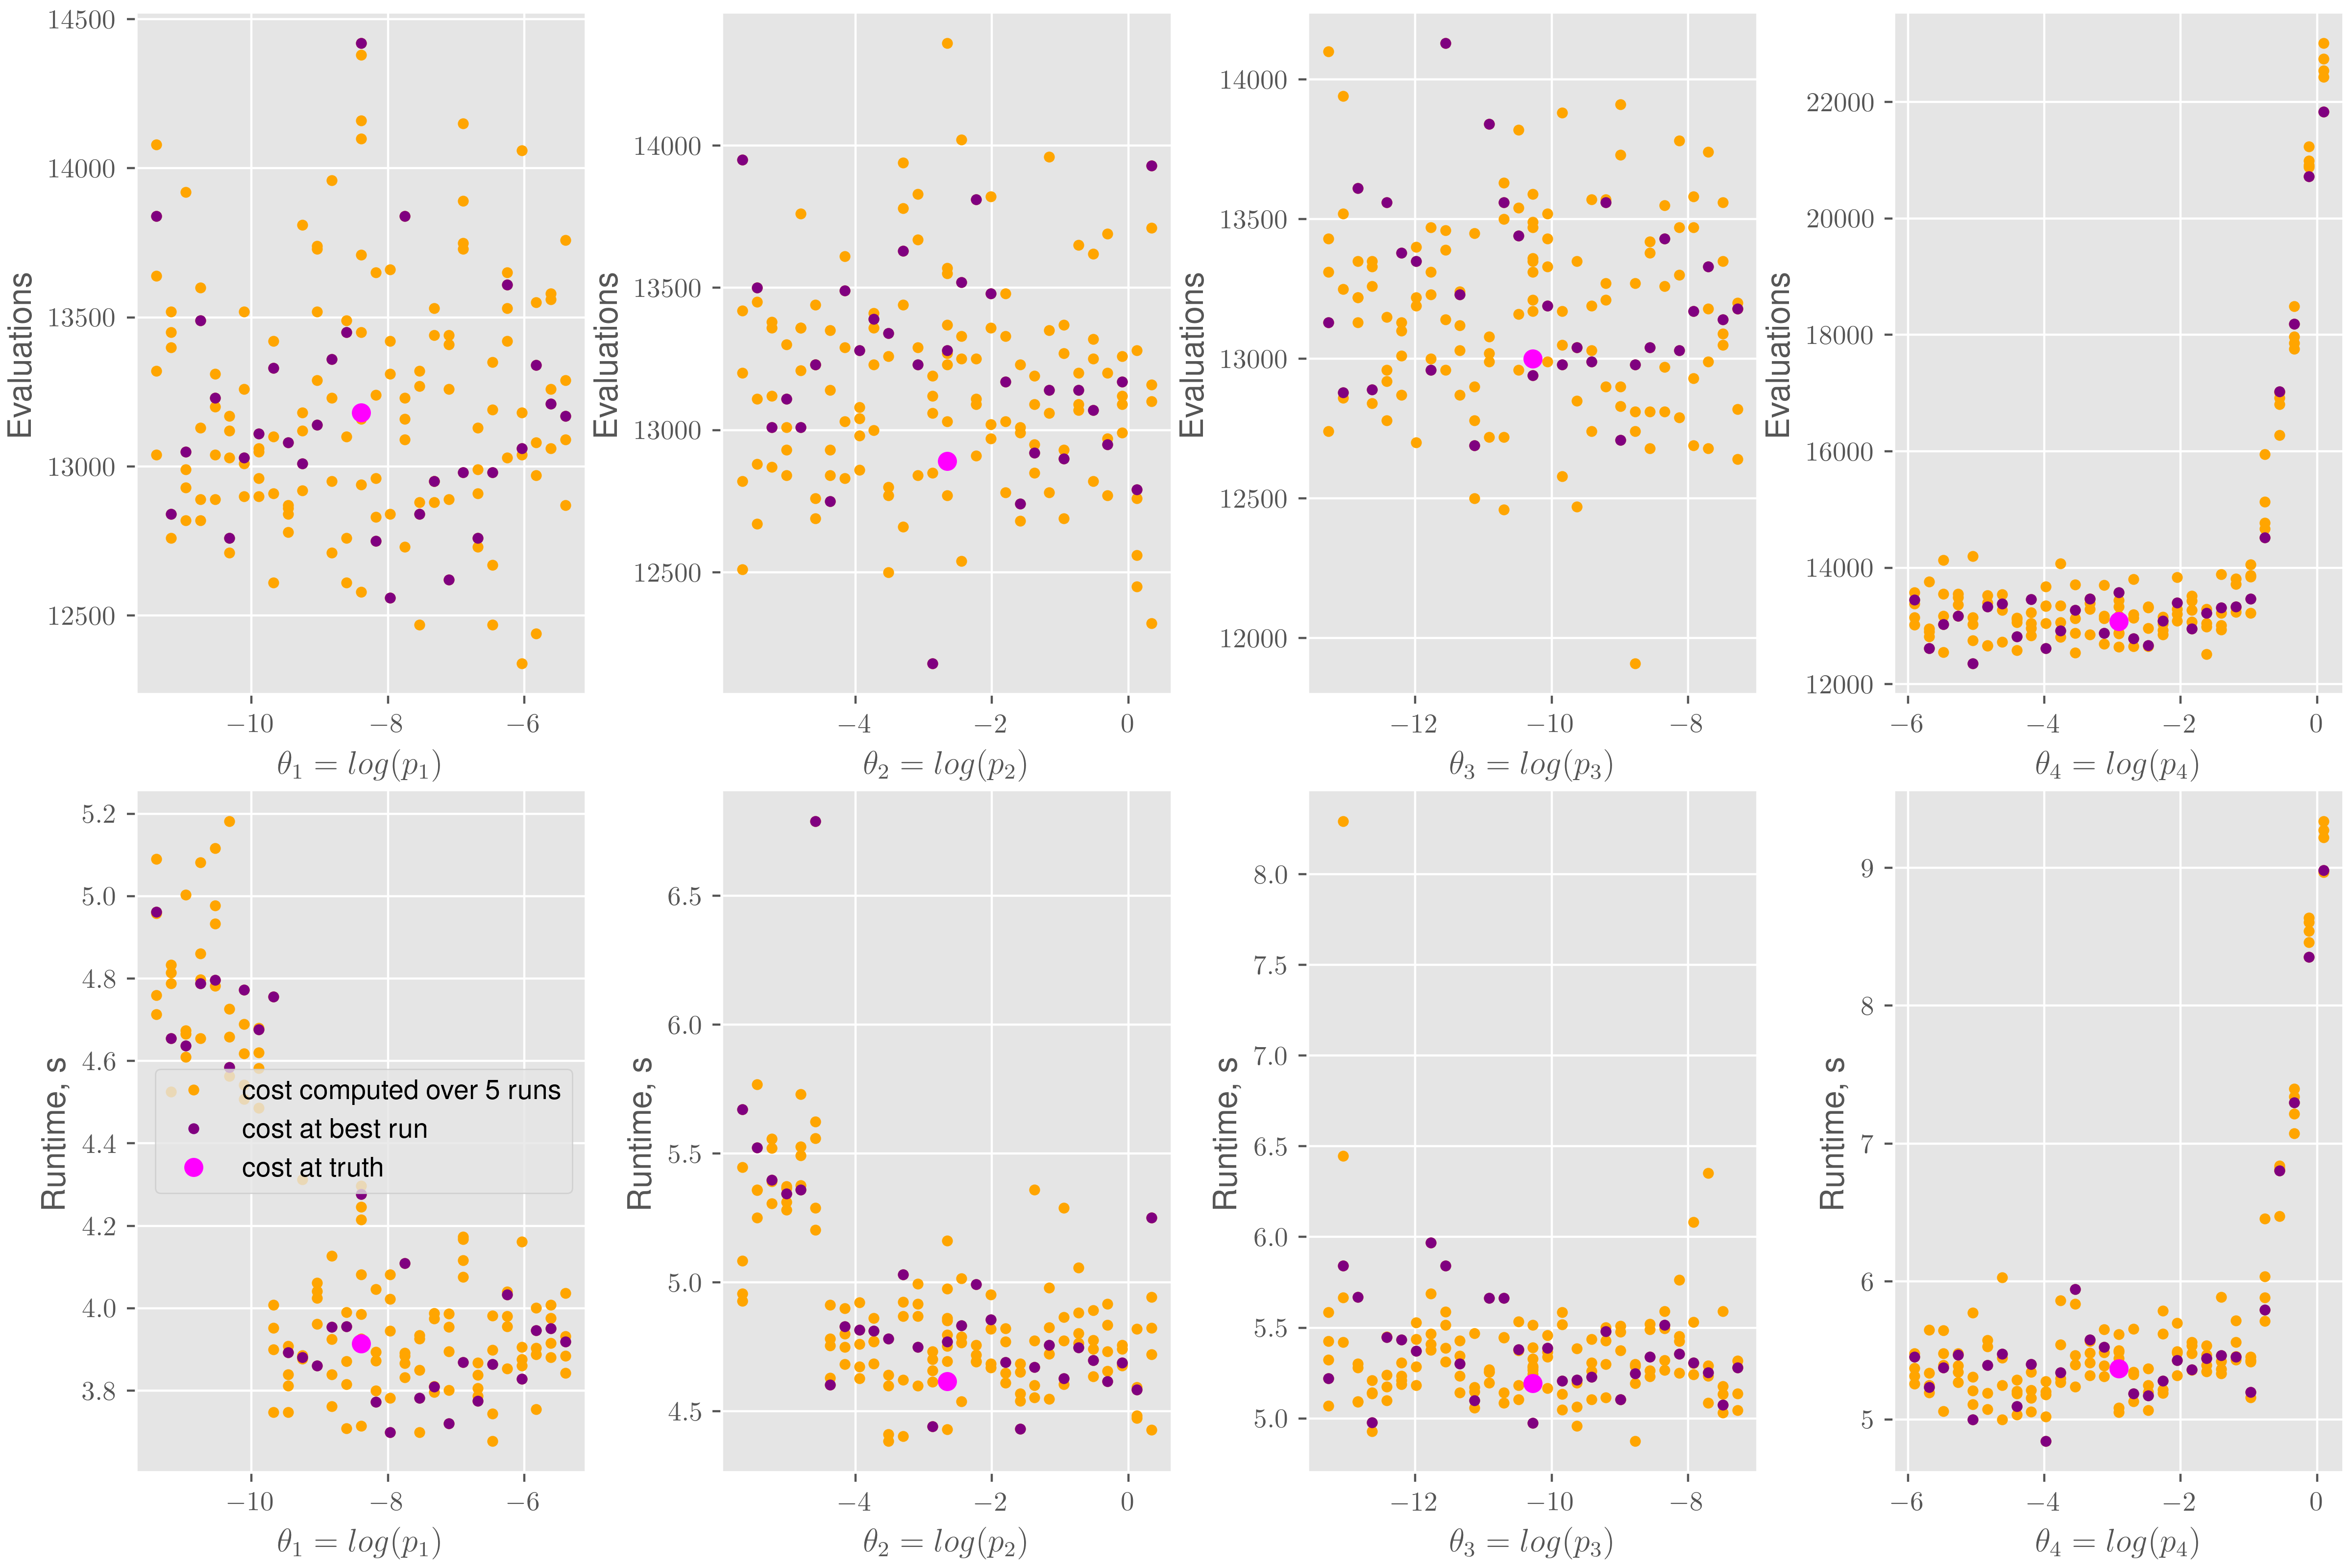 14500
14000
13500
13000
12500
Evaluations
−10 −8 −6
θ₁ = log(p₁)
14000
13500
13000
12500
Evaluations
−4 −2 0
θ₂ = log(p₂)
14000
13500
13000
12500
12000
Evaluations
−12 −10 −8
θ₃ = log(p₃)
22000
20000
18000
16000
14000
12000
Evaluations
−6 −4 −2 0
θ₄ = log(p₄)
5.2
5.0
4.8
4.6
4.4
4.2
4.0
3.8
Runtime, s
cost computed over 5 runs
cost at best run
cost at truth
−10 −8 −6
θ₁ = log(p₁)
6.5
6.0
5.5
5.0
4.5
Runtime, s
−4 −2 0
θ₂ = log(p₂)
8.0
7.5
7.0
6.5
6.0
5.5
5.0
Runtime, s
−12 −10 −8
θ₃ = log(p₃)
9
8
7
6
5
Runtime, s
−6 −4 −2 0
θ₄ = log(p₄)